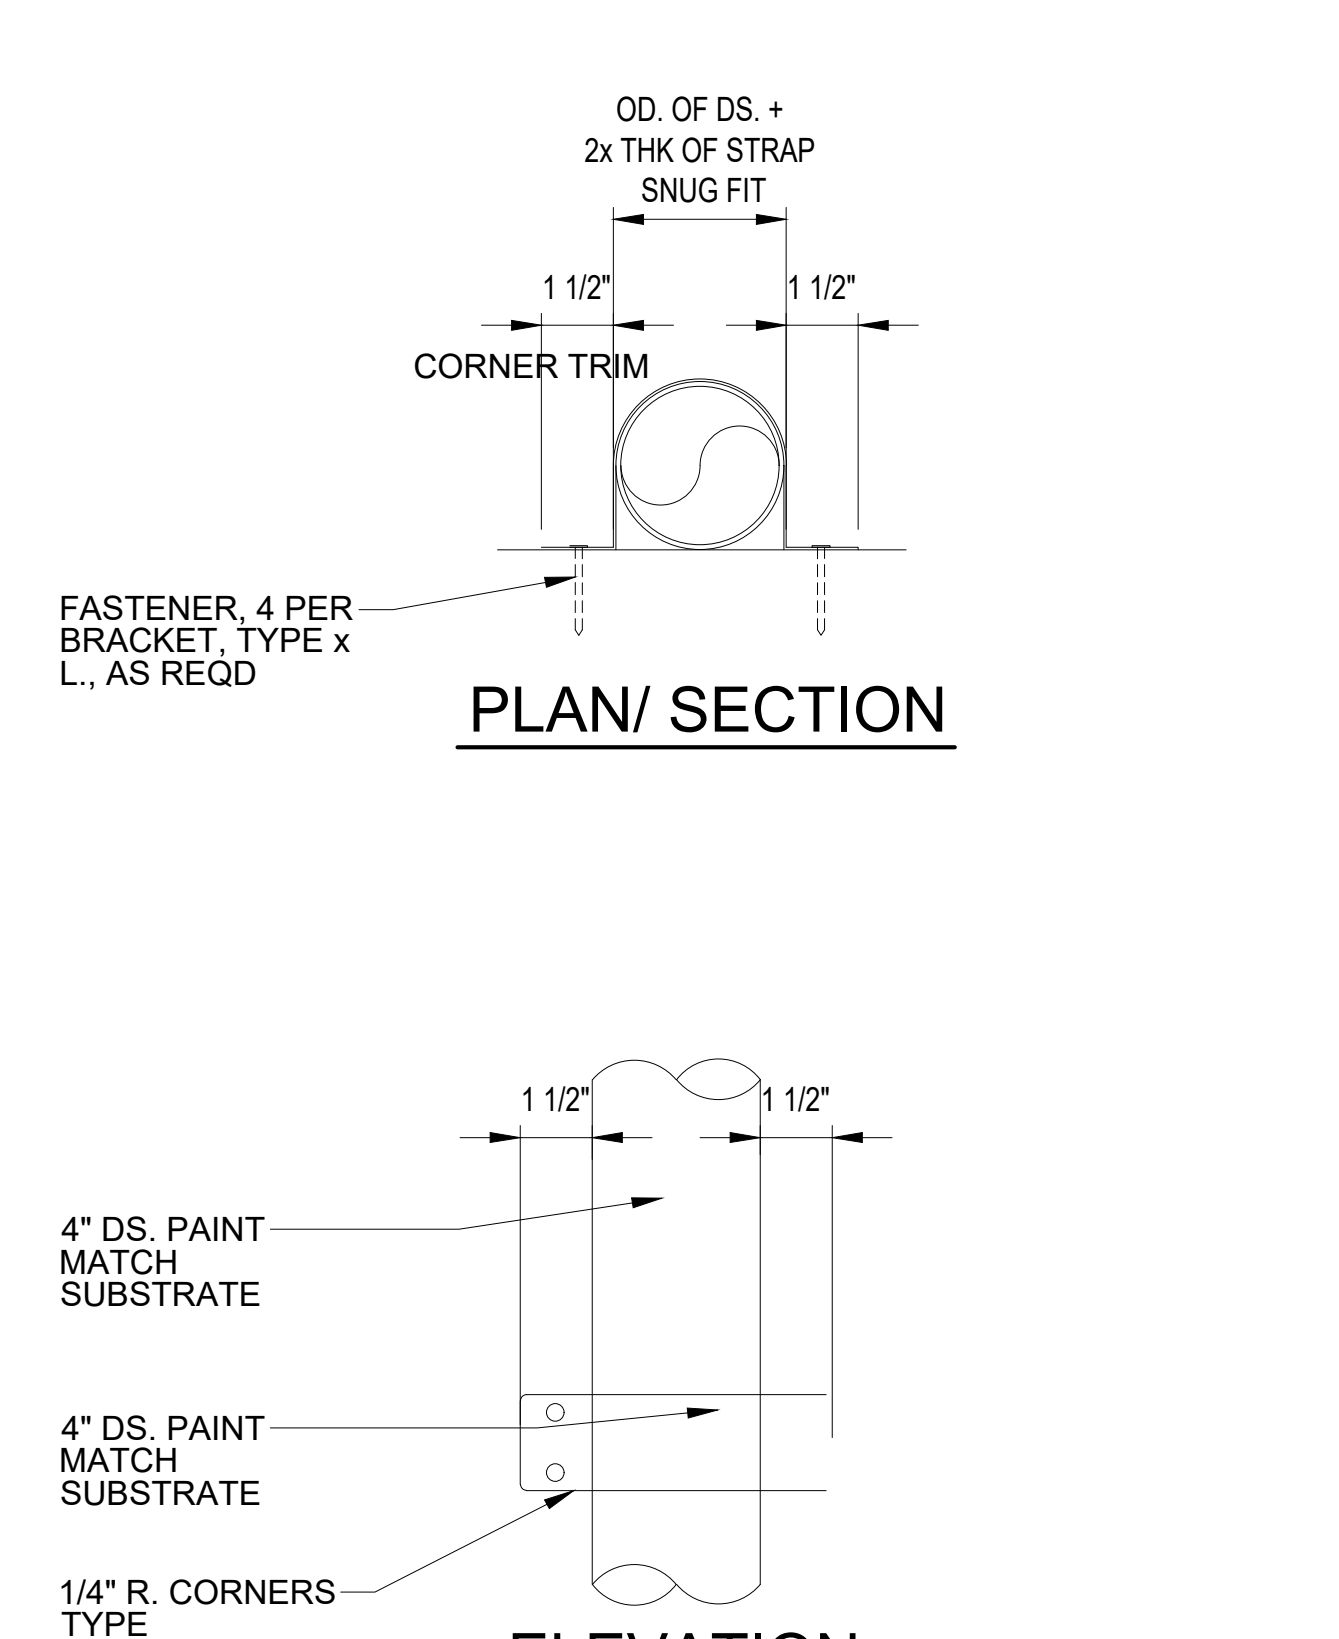 OD. OF DS. +
2x THK OF STRAP
SNUG FIT
1 1/2" 1 1/2"
CORNER TRIM
FASTENER, 4 PER
BRACKET, TYPE x
L., AS REQD
PLAN/ SECTION
1 1/2" 1 1/2"
4" DS. PAINT
MATCH
SUBSTRATE
4" DS. PAINT
MATCH
SUBSTRATE
1/4" R. CORNERS
TYPE
ELEVATION